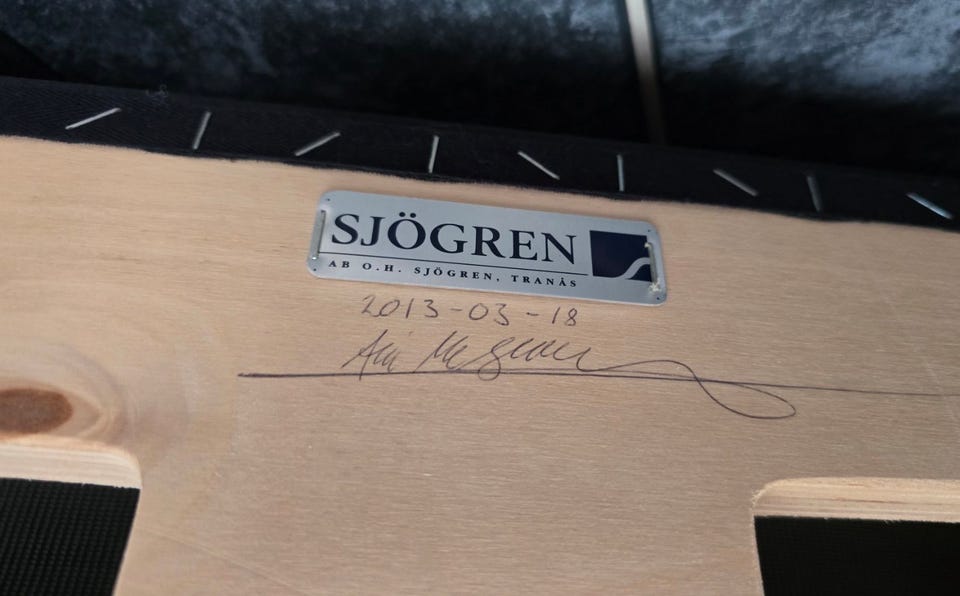 SJÖGREN
AB O.H. SJÖGREN, TRANÅS
2013-03-18